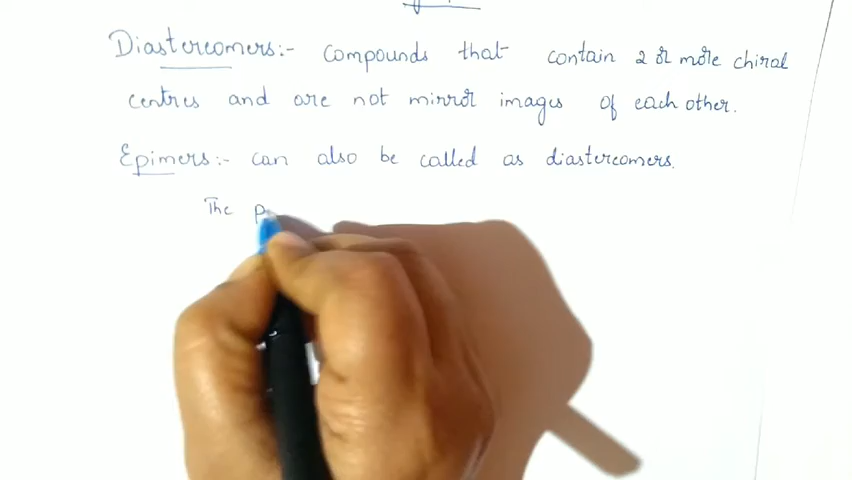 Diastereomers:- compounds that contain 2 or more chiral
centres and are not mirror images of each other.
Epimers:- can also be called as diastereomers.
The p